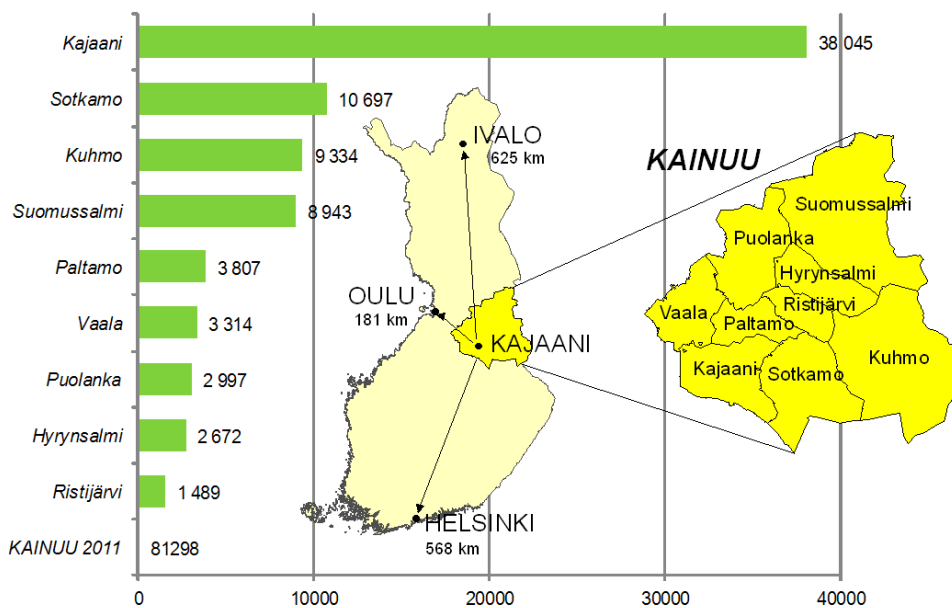 Kajaani
38 045
Sotkamo
10 697
Kuhmo
9 334
Suomussalmi
8 943
Paltamo
3 807
Vaala
3 314
Puolanka
2 997
Hyrynsalmi
2 672
Ristijärvi
1 489
KAINUU 2011
81298
0
10000
20000
30000
40000
IVALO
625 km
OULU
181 km
KAJAANI
HELSINKI
568 km
KAINUU
Suomussalmi
Puolanka
Hyrynsalmi
Ristijärvi
Vaala
Paltamo
Kuhmo
Kajaani
Sotkamo